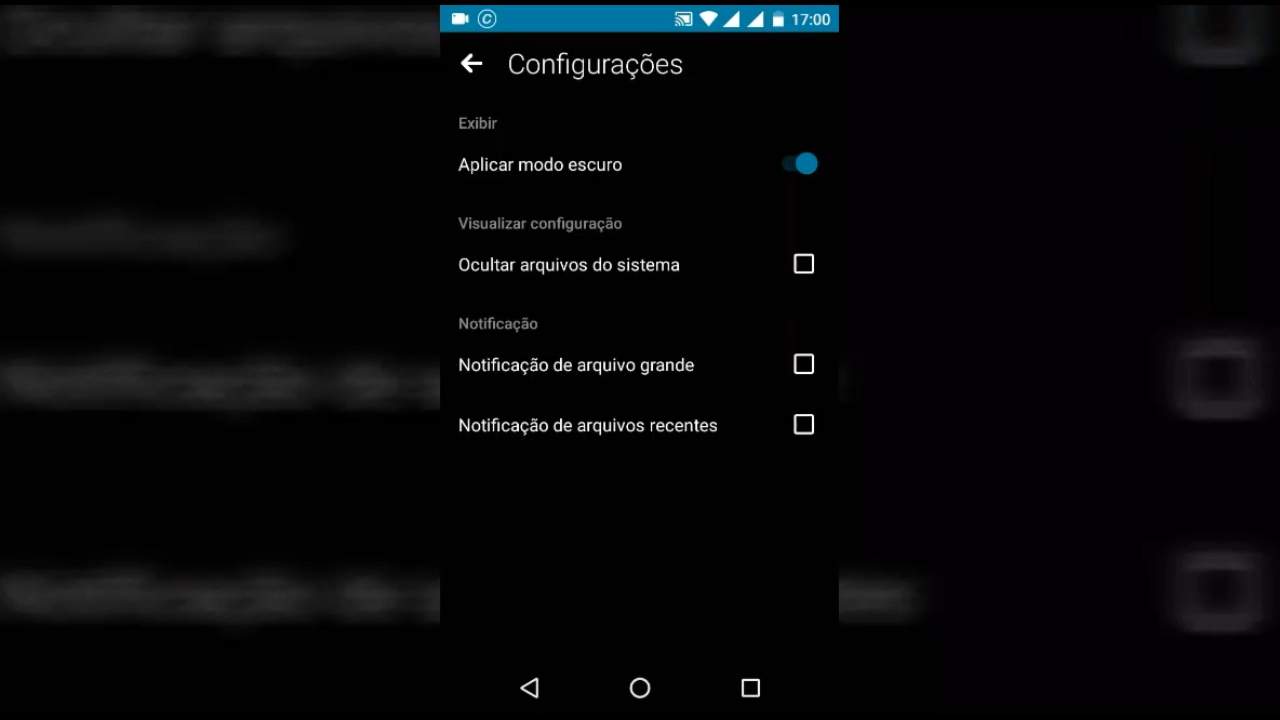 17:00
Configurações
Exibir
Aplicar modo escuro
Visualizar configuração
Ocultar arquivos do sistema
Notificação
Notificação de arquivo grande
Notificação de arquivos recentes